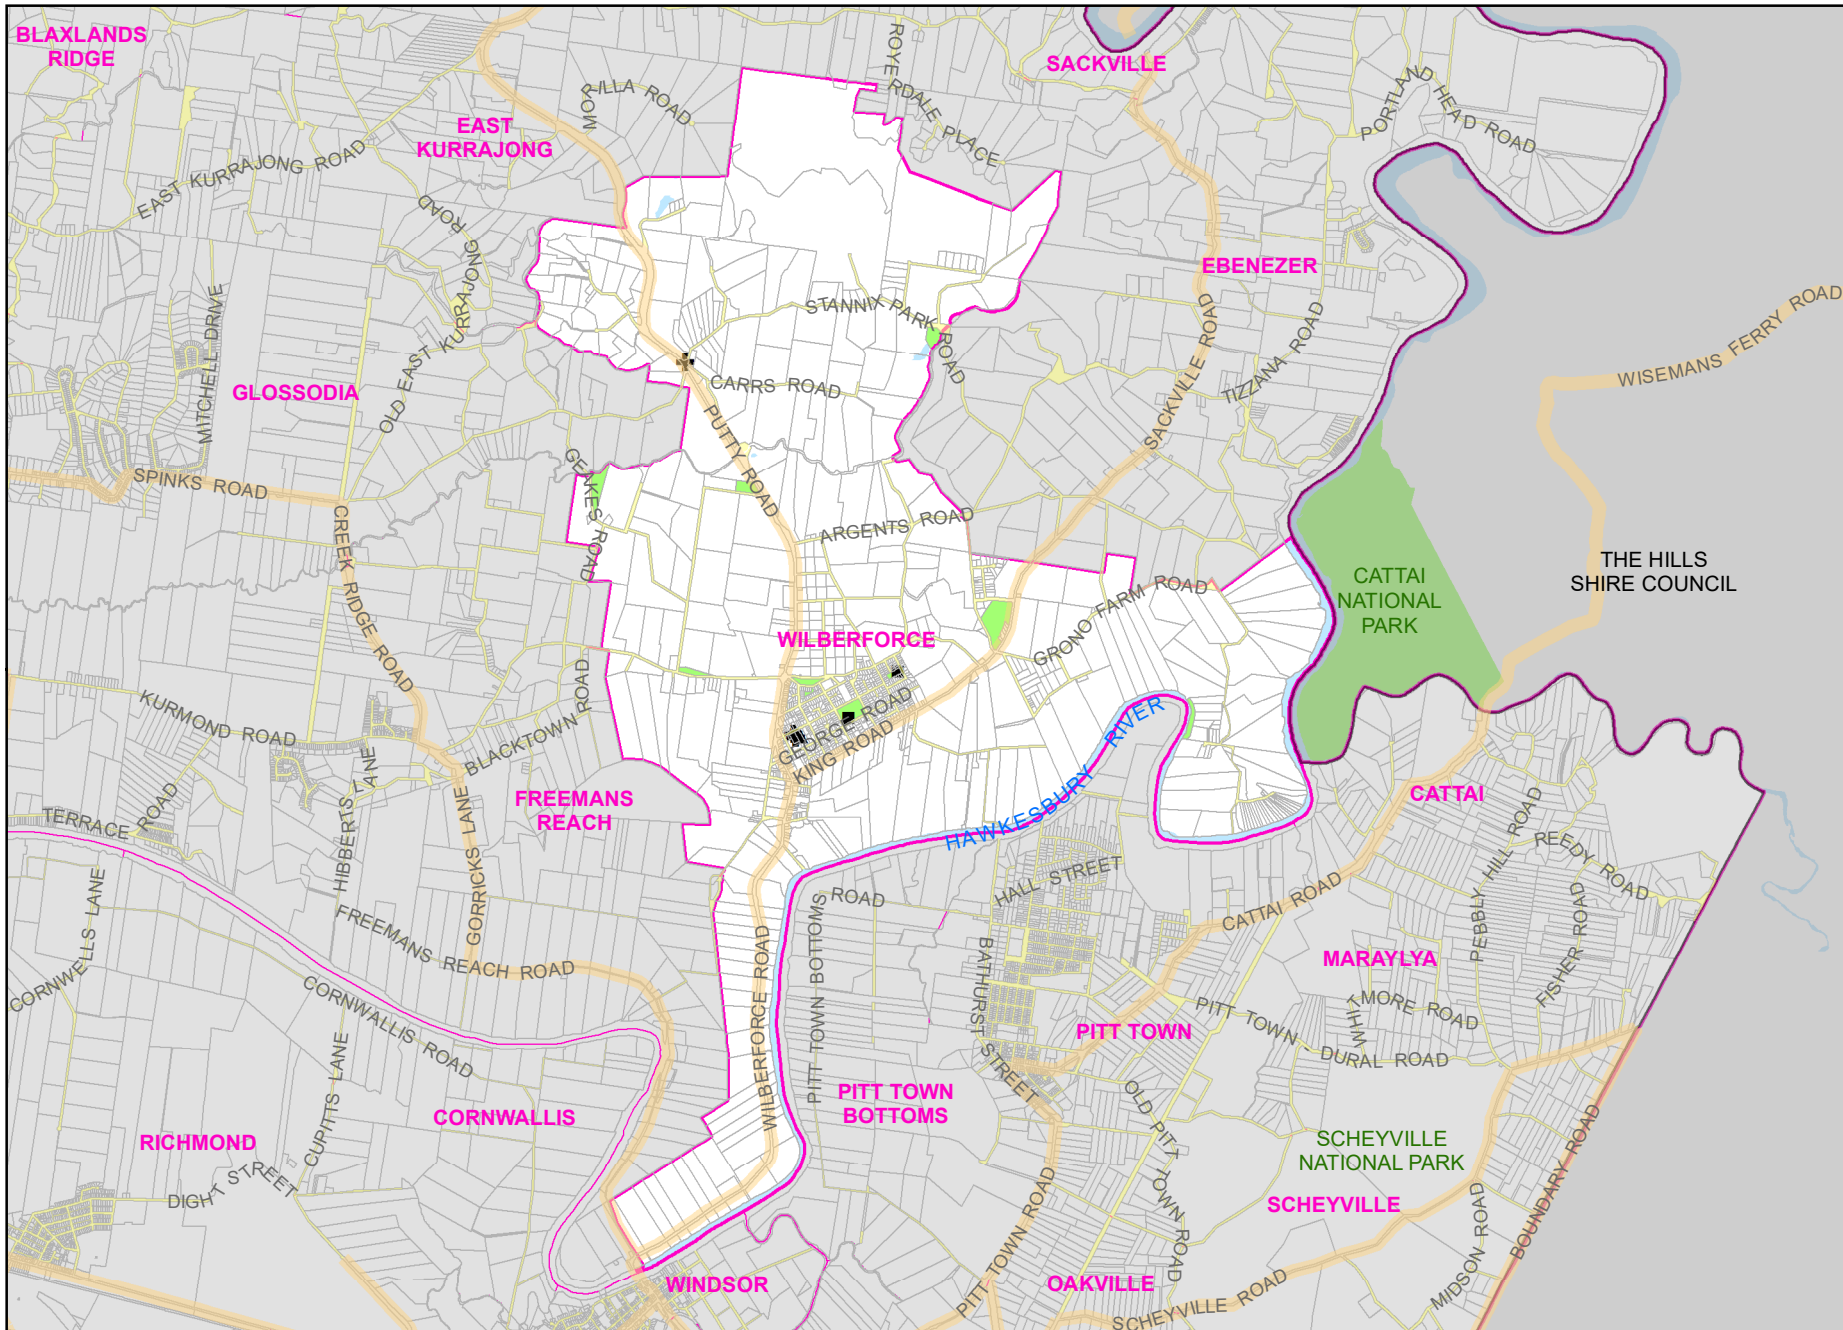 BLAXLANDS
RIDGE
SACKVILLE
ROYERDALE PLACE
MORILLA ROAD
EAST
KURRAJONG
PORTLAND HEAD ROAD
EAST KURRAJONG ROAD
OLD EAST KURRAJONG ROAD
EBENEZER
WISEMANS FERRY ROAD
STANNIX PARK ROAD
MITCHELL DRIVE
GLOSSODIA
CARRS ROAD
SACKVILLE ROAD
TIZZANA ROAD
PUTTY ROAD
GEAKES ROAD
SPINKS ROAD
CREEK RIDGE ROAD
ARGENTS ROAD
THE HILLS
SHIRE COUNCIL
CATTAI
NATIONAL
PARK
GRONO FARM ROAD
WILBERFORCE
KURMOND ROAD
BLACKTOWN ROAD
GEORGE ROAD
KING ROAD
HAWKESBURY RIVER
FREEMANS
REACH
CATTAI
TERRACE ROAD
HIBBERTS LANE
GORRICKS LANE
PEBBLY HILL ROAD
REEDY ROAD
HALL STREET
CORNWELLS LANE
PITT TOWN BOTTOMS ROAD
CATTAI ROAD
FISHER ROAD
FREEMANS REACH ROAD
WILBERFORCE ROAD
BATHURST STREET
MARAYLYA
CORNWALLIS ROAD
WHITMORE ROAD
PITT TOWN
PITT TOWN DURAL ROAD
CUPITTS LANE
PITT TOWN
BOTTOMS
OLD PITT TOWN ROAD
CORNWALLIS
RICHMOND
SCHEYVILLE
NATIONAL PARK
DIGHT STREET
SCHEYVILLE
BOUNDARY ROAD
MIDSON ROAD
PITT TOWN ROAD
WINDSOR
OAKVILLE
SCHEYVILLE ROAD